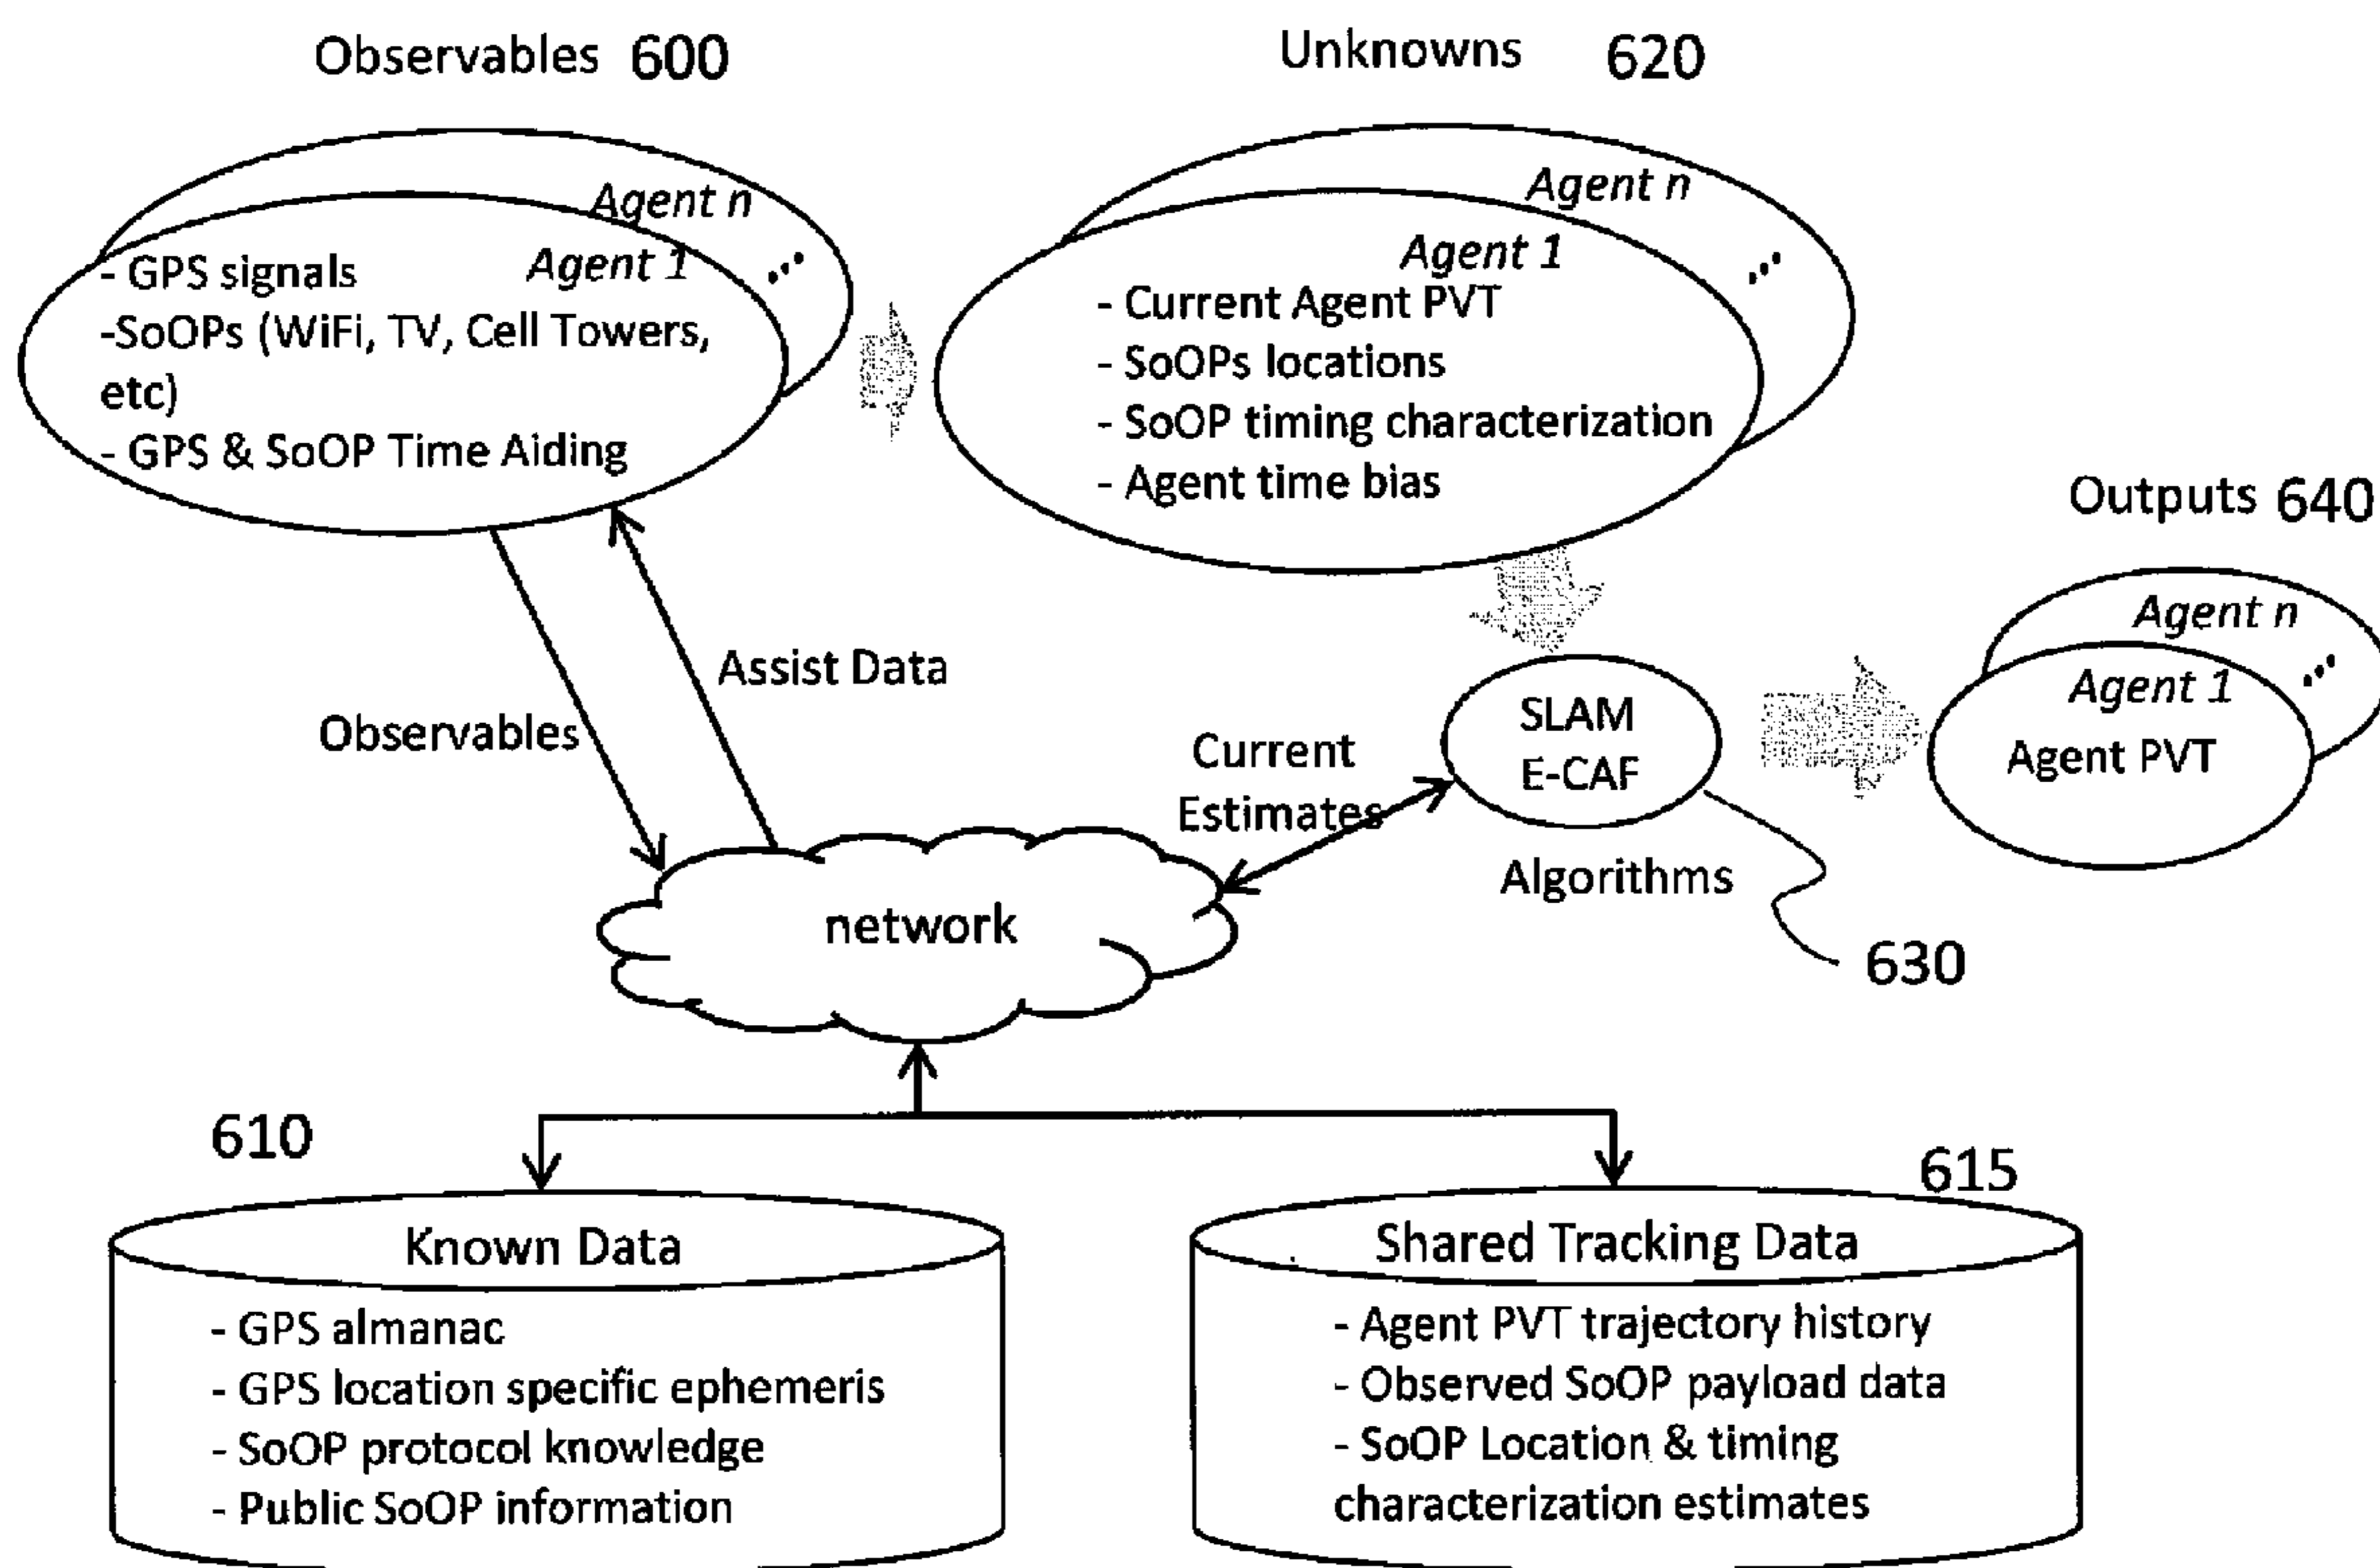 Observables 600
Unknowns 620
Agent n
Agent 1
...
- GPS signals
-SoOPs (WiFi, TV, Cell Towers,
etc)
- GPS & SoOP Time Aiding
Agent n
Agent 1
...
- Current Agent PVT
- SoOPs locations
- SoOP timing characterization
- Agent time bias
Outputs 640
Agent n
Agent 1
...
Agent PVT
Assist Data
Observables
Current
Estimates
SLAM
E-CAF
Algorithms
630
network
610
615
Known Data
- GPS almanac
- GPS location specific ephemeris
- SoOP protocol knowledge
- Public SoOP information
Shared Tracking Data
- Agent PVT trajectory history
- Observed SoOP payload data
- SoOP Location & timing
characterization estimates